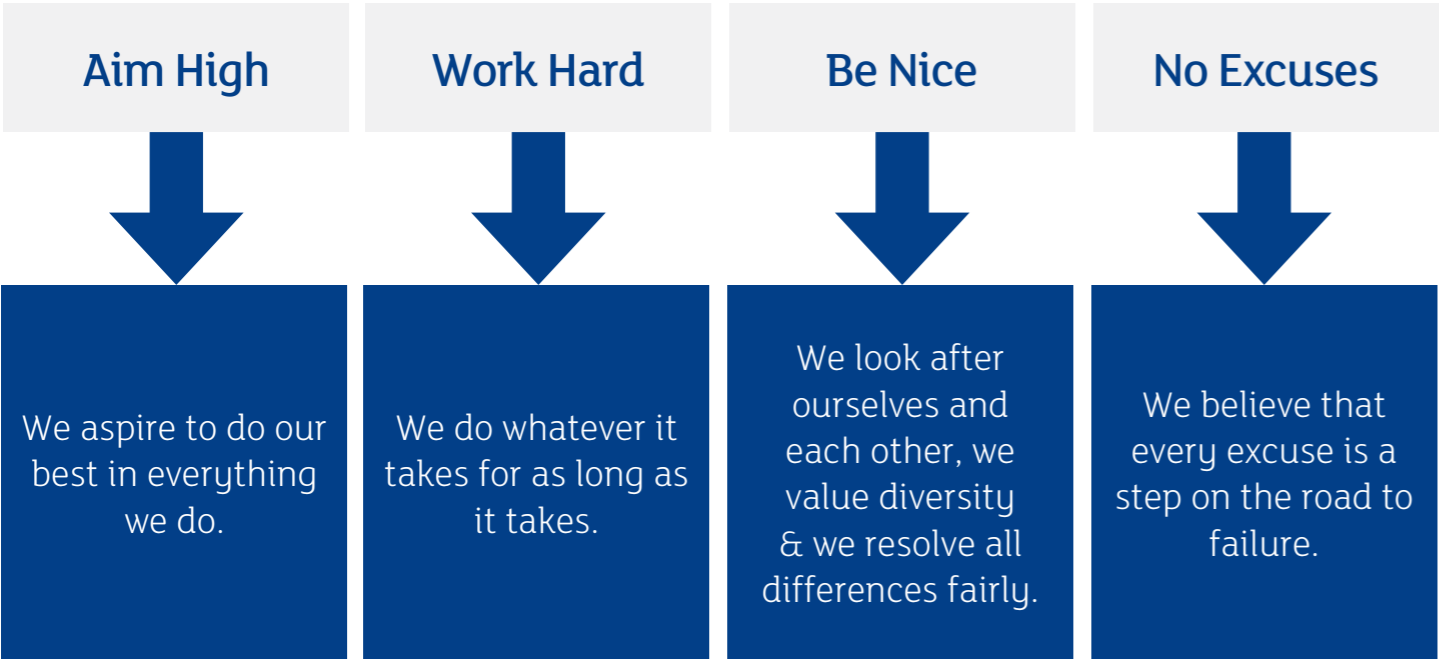 Aim High
We aspire to do our
best in everything
we do.
Work Hard
We do whatever it
takes for as long as
it takes.
Be Nice
We look after
ourselves and
each other, we
value diversity
& we resolve all
differences fairly.
No Excuses
We believe that
every excuse is a
step on the road to
failure.